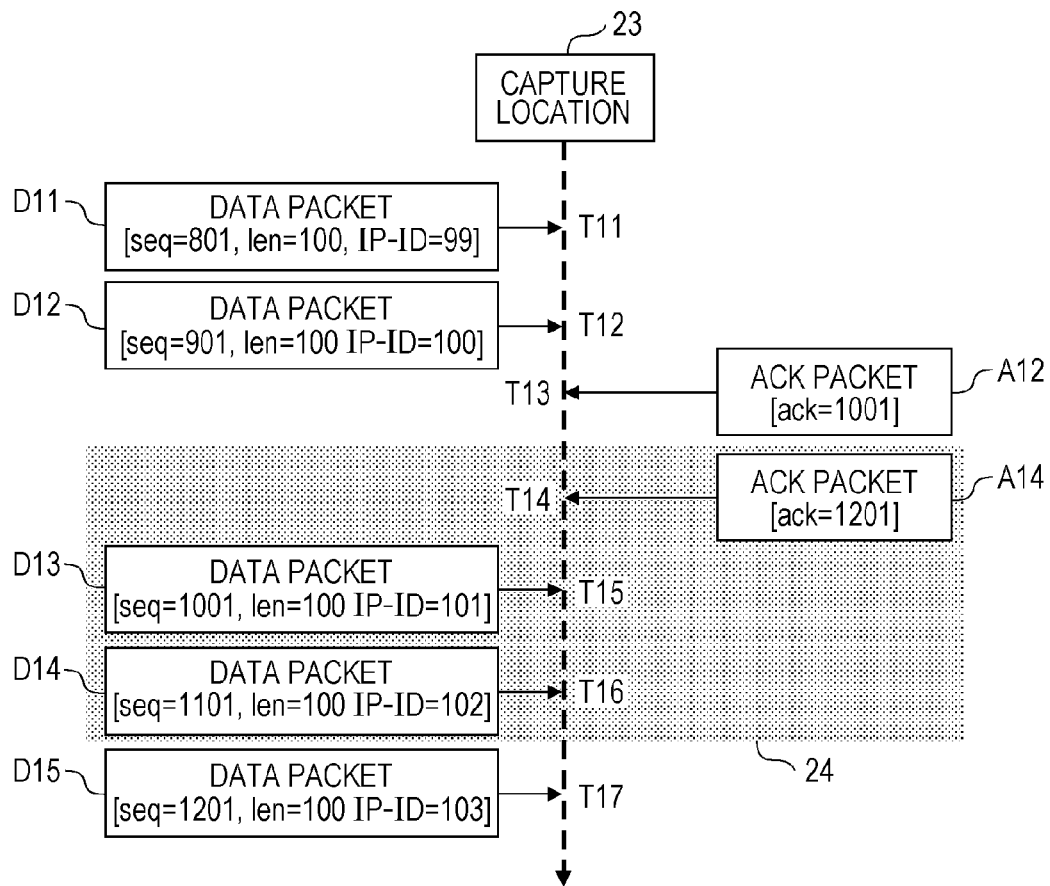 23
CAPTURE
LOCATION
D11
DATA PACKET
[seq=801, len=100, IP-ID=99]
T11
D12
DATA PACKET
[seq=901, len=100 IP-ID=100]
T12
T13
ACK PACKET
[ack=1001]
A12
T14
ACK PACKET
[ack=1201]
A14
D13
DATA PACKET
[seq=1001, len=100 IP-ID=101]
T15
D14
DATA PACKET
[seq=1101, len=100 IP-ID=102]
T16
24
D15
DATA PACKET
[seq=1201, len=100 IP-ID=103]
T17